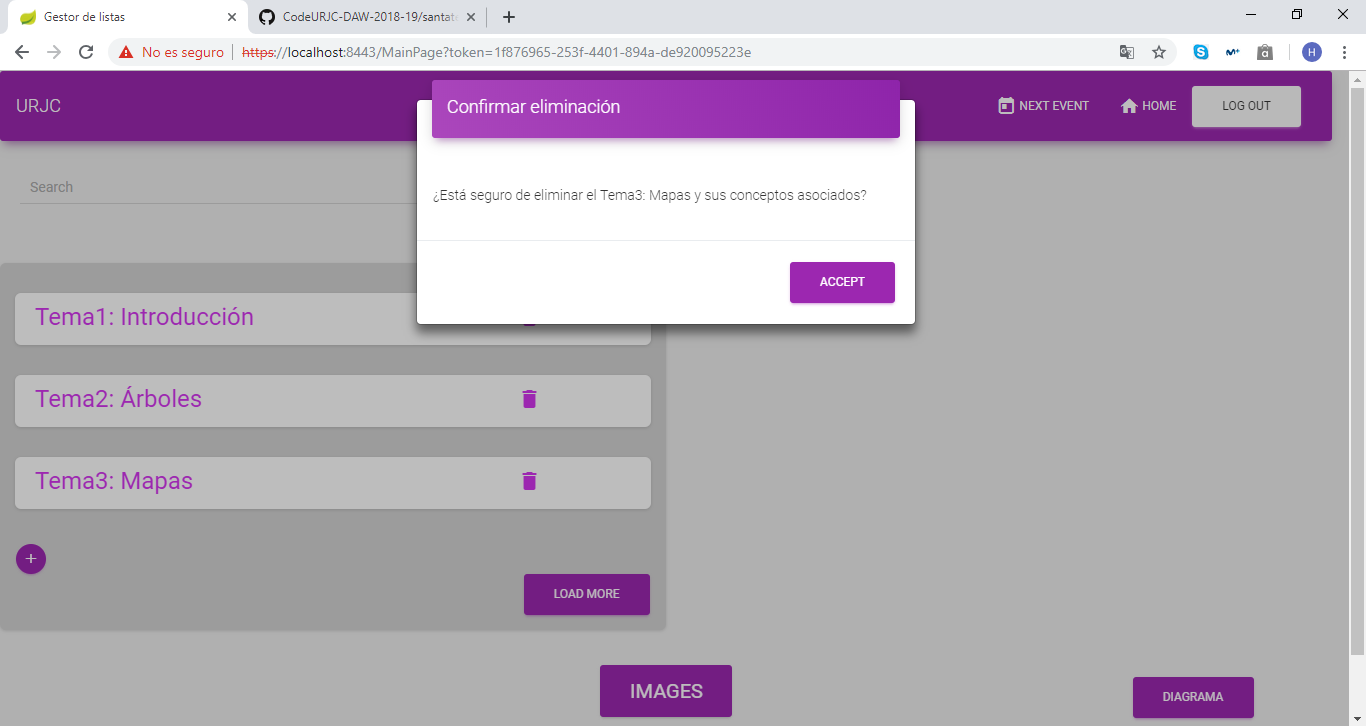 Gestor de listas
CodeURJC-DAW-2018-19/santat
No es seguro
https://localhost:8443/MainPage?token=1f876965-253f-4401-894a-de920095223e
H
URJC
NEXT EVENT
HOME
LOG OUT
Confirmar eliminación
Search
¿Está seguro de eliminar el Tema3: Mapas y sus conceptos asociados?
ACCEPT
Tema1: Introducción
Tema2: Árboles
Tema3: Mapas
+
LOAD MORE
IMAGES
DIAGRAMA